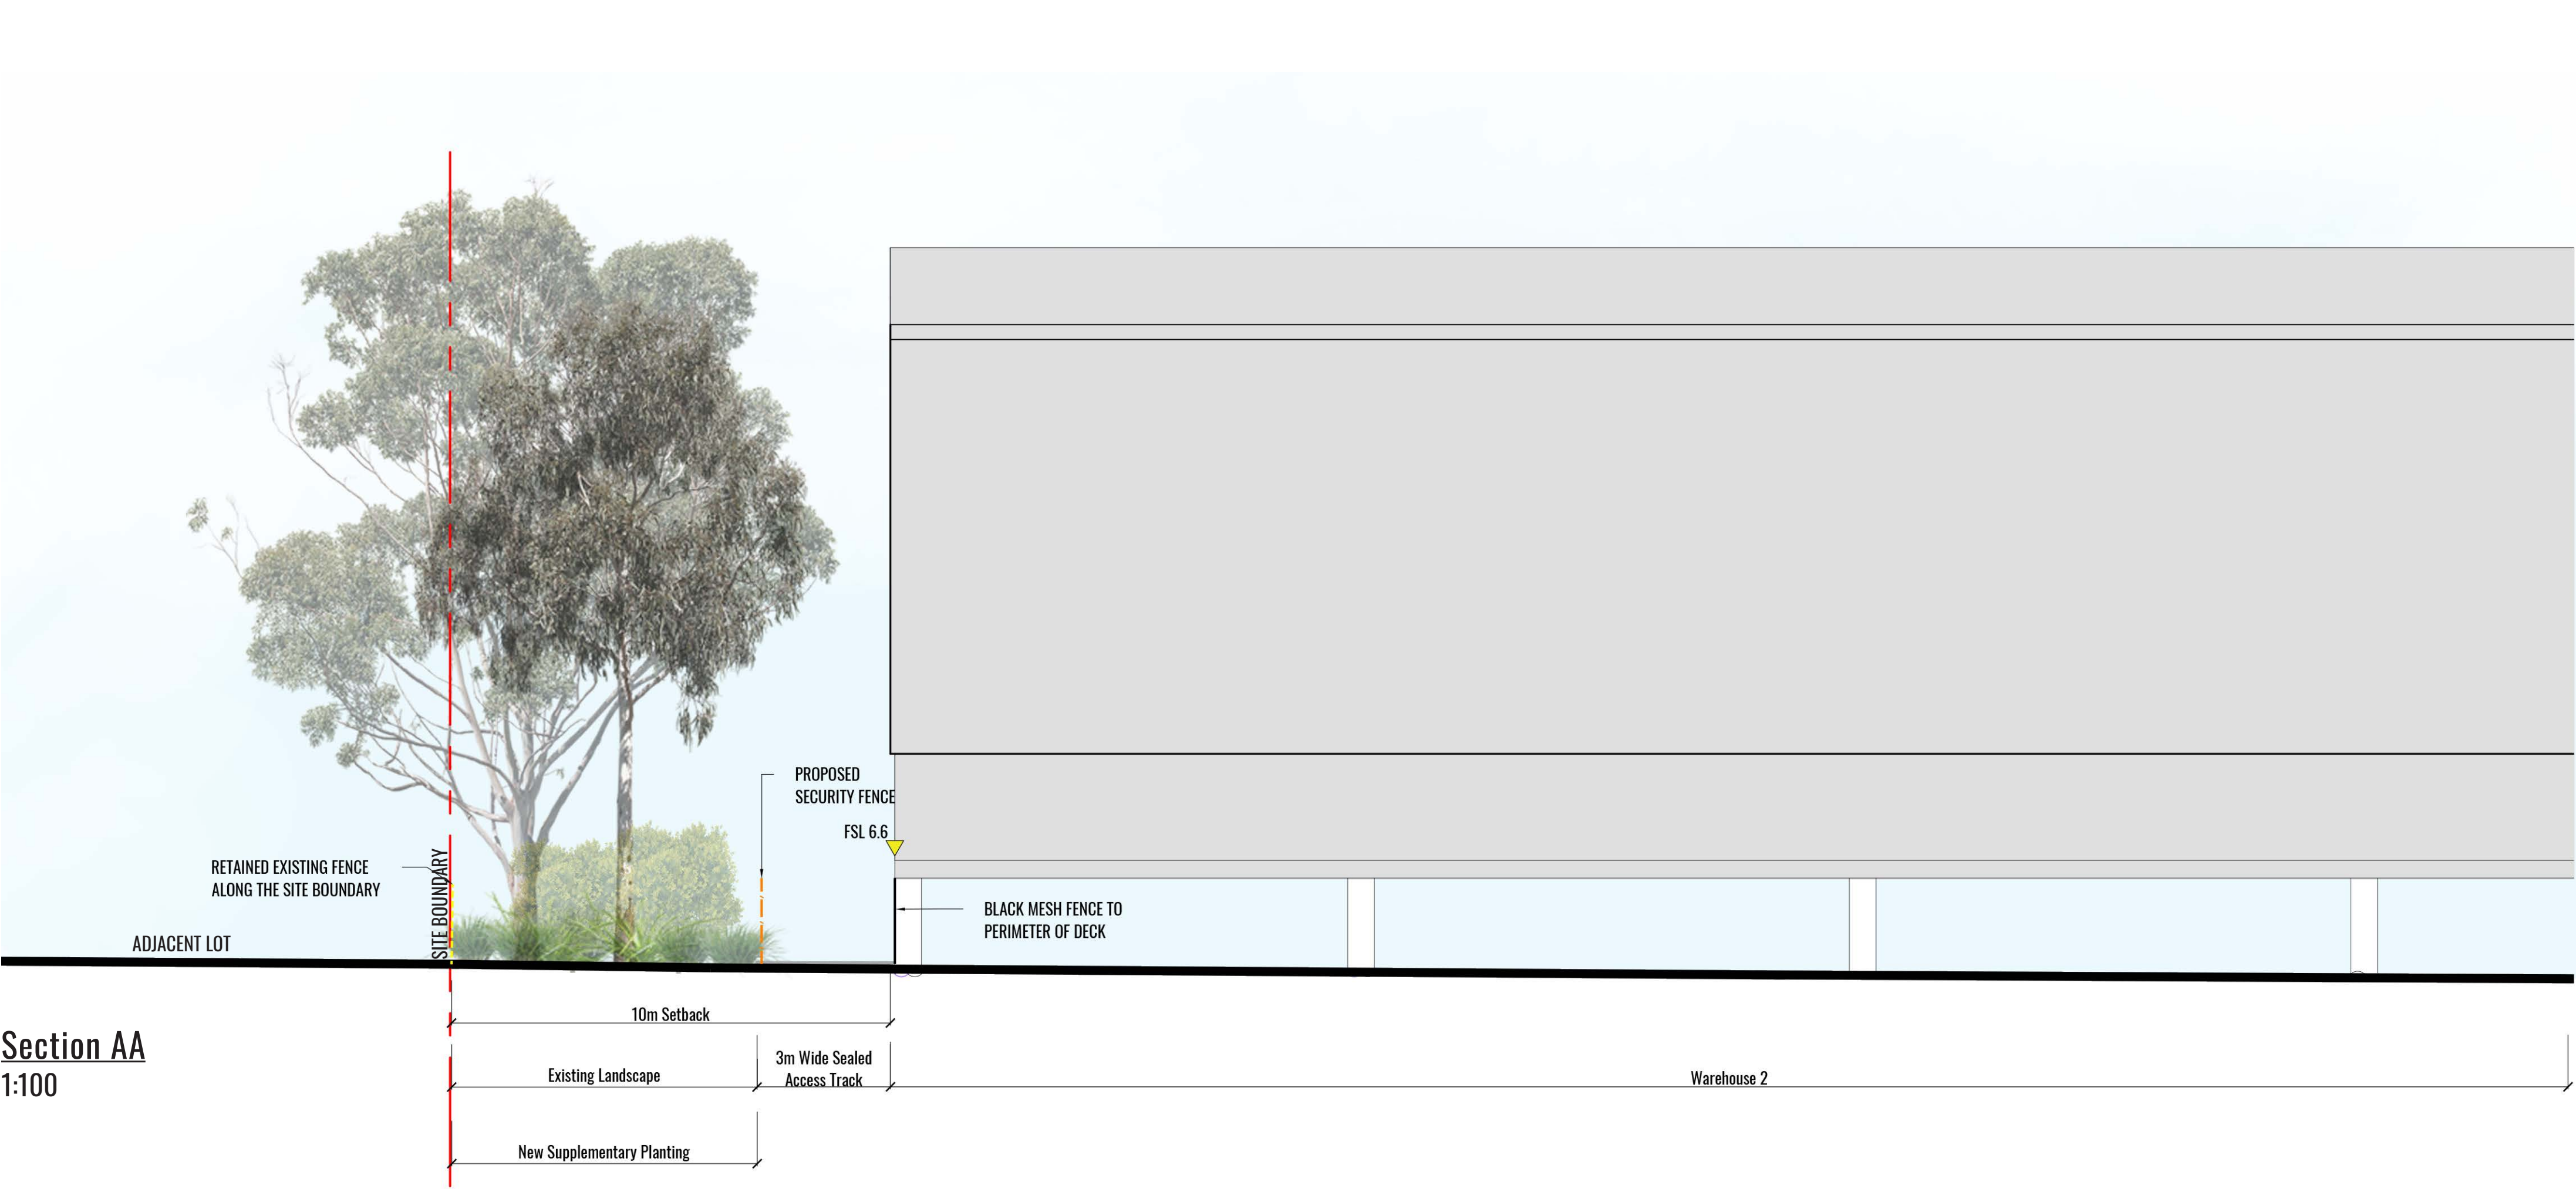 PROPOSED
SECURITY FENCE
FSL 6.6
RETAINED EXISTING FENCE
ALONG THE SITE BOUNDARY
SITE BOUNDARY
BLACK MESH FENCE TO
PERIMETER OF DECK
ADJACENT LOT
10m Setback
Section AA
1:100
Existing Landscape
3m Wide Sealed
Access Track
Warehouse 2
New Supplementary Planting